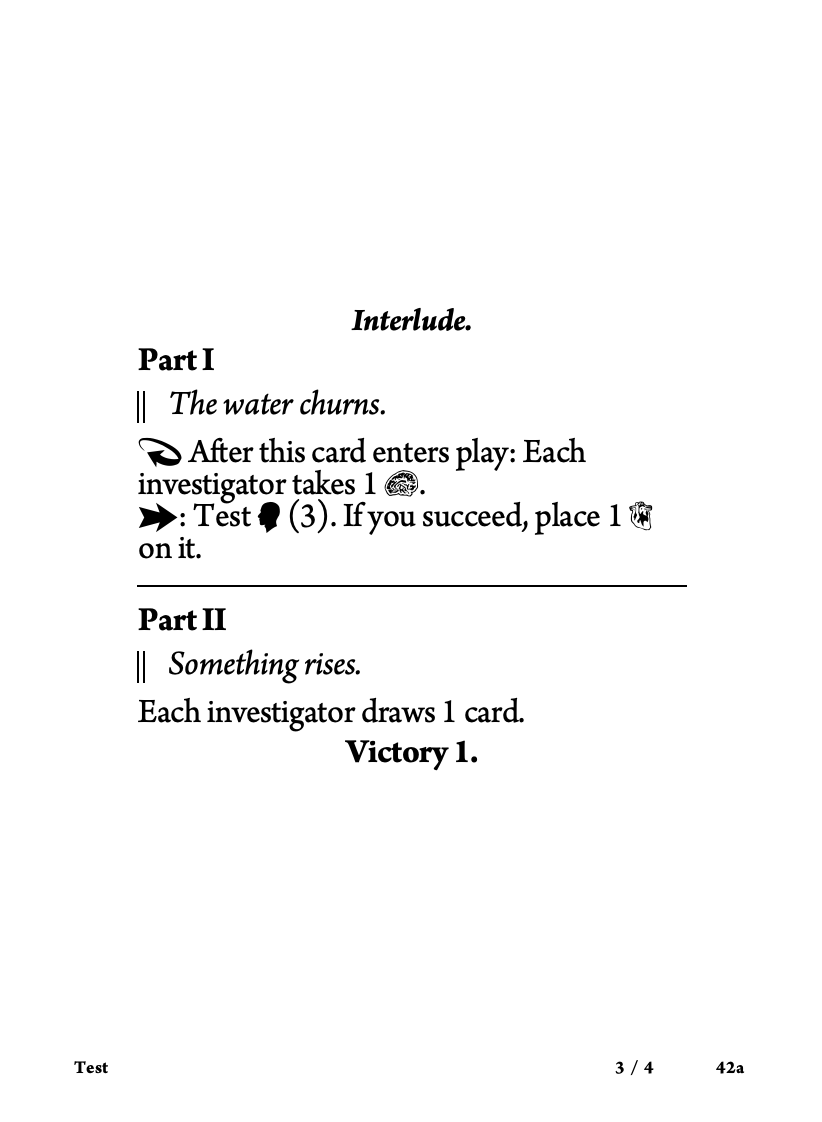 Interlude.
Part I
The water churns.
After this card enters play: Each
investigator takes 1 .
: Test (3). If you succeed, place 1
on it.
Part II
Something rises.
Each investigator draws 1 card.
Victory 1.
Test 3 / 4 42a